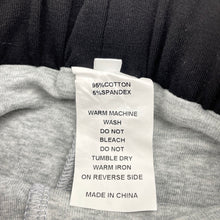 95%COTTON
5%SPANDEX
WARM MACHINE
WASH
DO NOT
BLEACH
DO NOT
TUMBLE DRY
WARM IRON
ON REVERSE SIDE
MADE IN CHINA